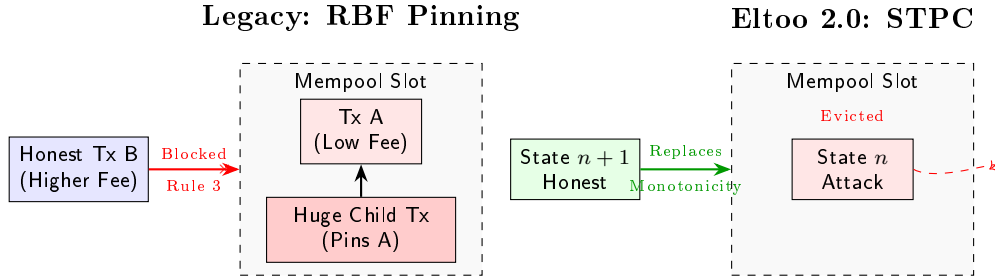 Legacy: RBF Pinning
Mempool Slot
Tx A
(Low Fee)
Honest Tx B
(Higher Fee)
Blocked
Rule 3
Huge Child Tx
(Pins A)
Eltoo 2.0: STPC
Mempool Slot
Evicted
State n + 1
Honest
Replaces
Monotonicity
State n
Attack